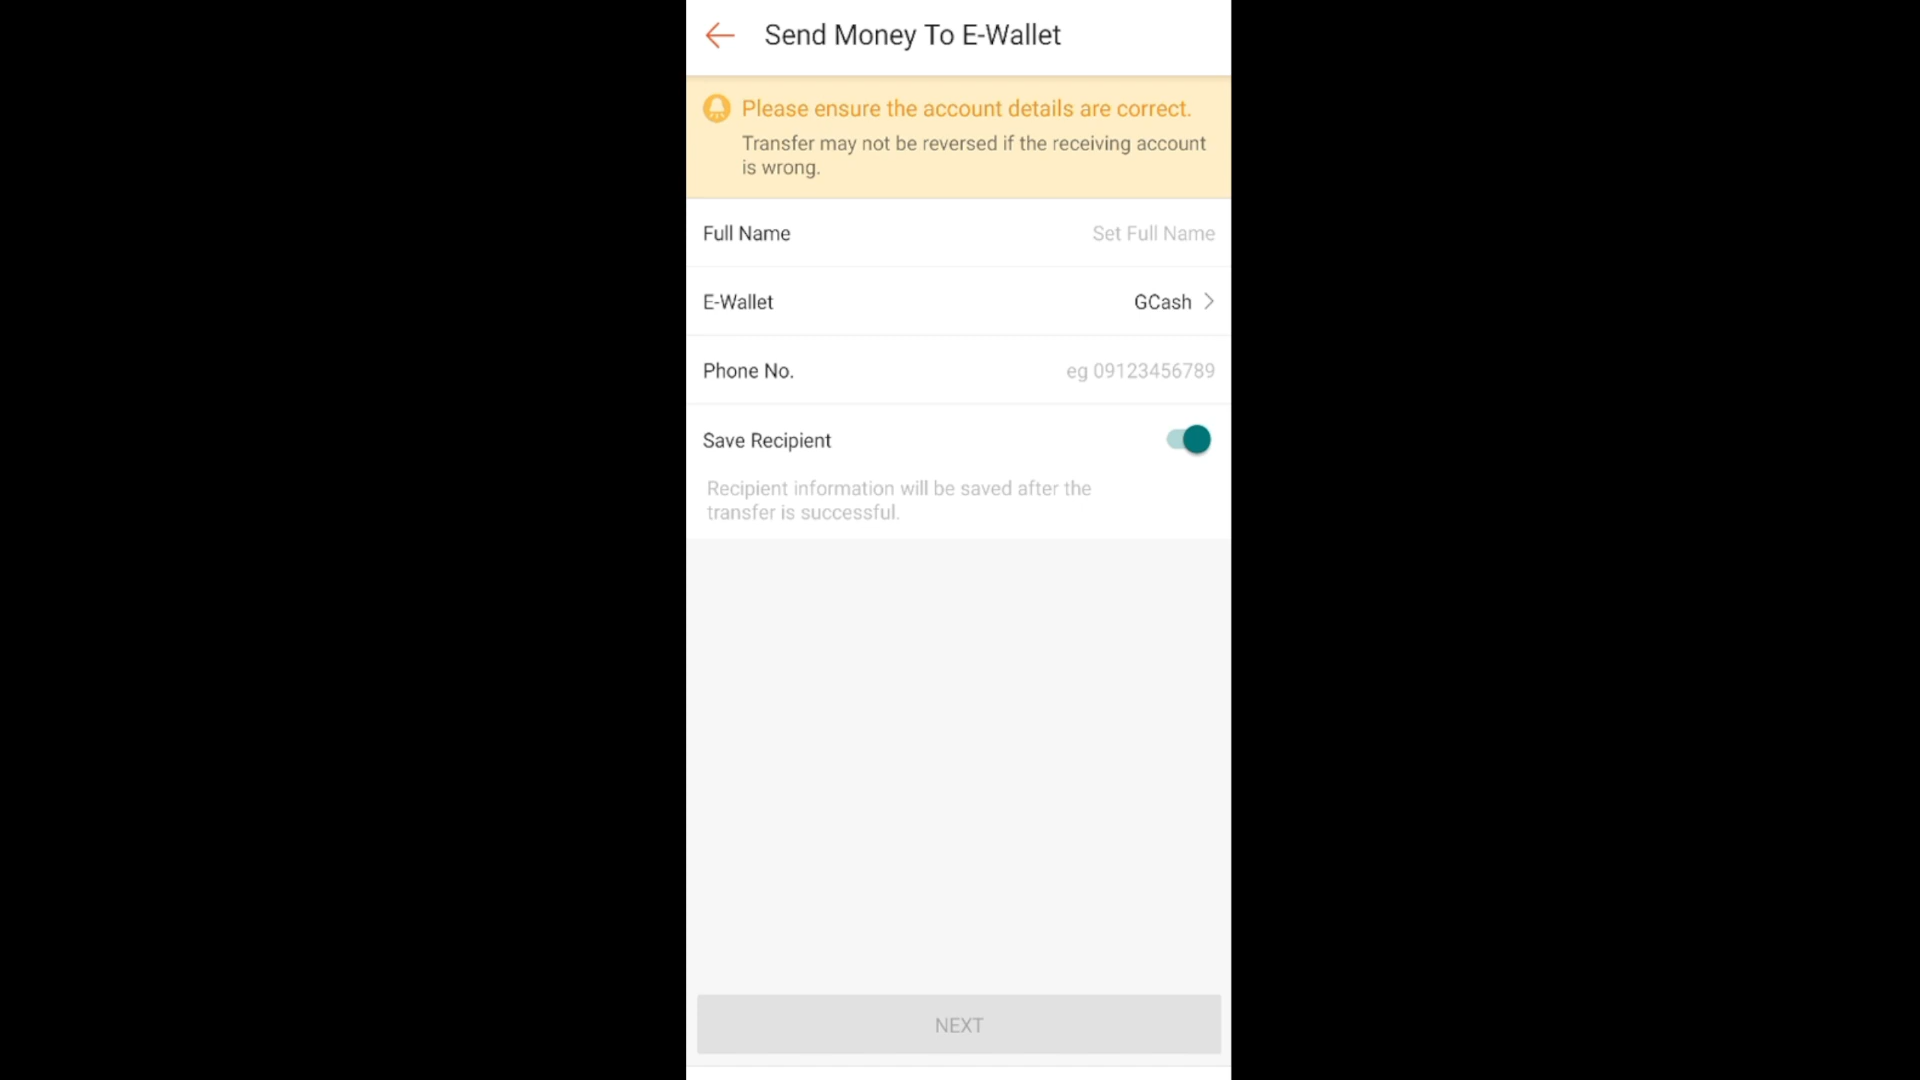 Send Money To E-Wallet
Please ensure the account details are correct.
Transfer may not be reversed if the receiving account
is wrong.
Full Name Set Full Name
E-Wallet GCash
Phone No. eg 09123456789
Save Recipient
Recipient information will be saved after the
transfer is successful.
NEXT